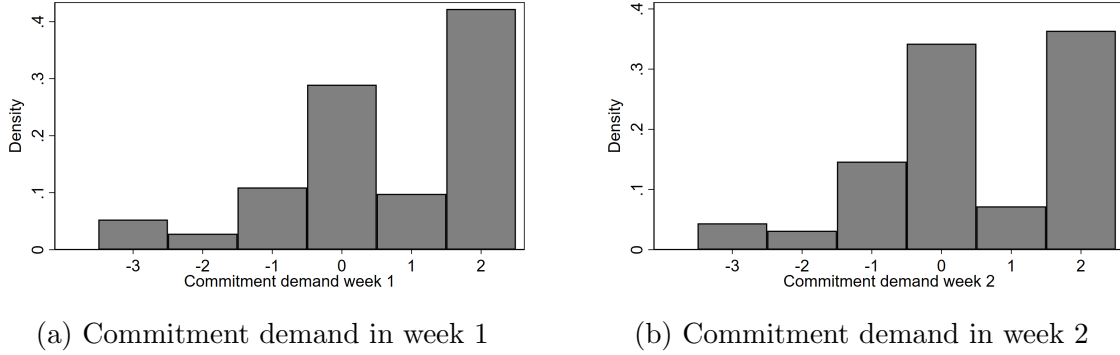 Density
.4
.3
.2
.1
0
-3 -2 -1 0 1 2
Commitment demand week 1
(a) Commitment demand in week 1
Density
.4
.3
.2
.1
0
-3 -2 -1 0 1 2
Commitment demand week 2
(b) Commitment demand in week 2